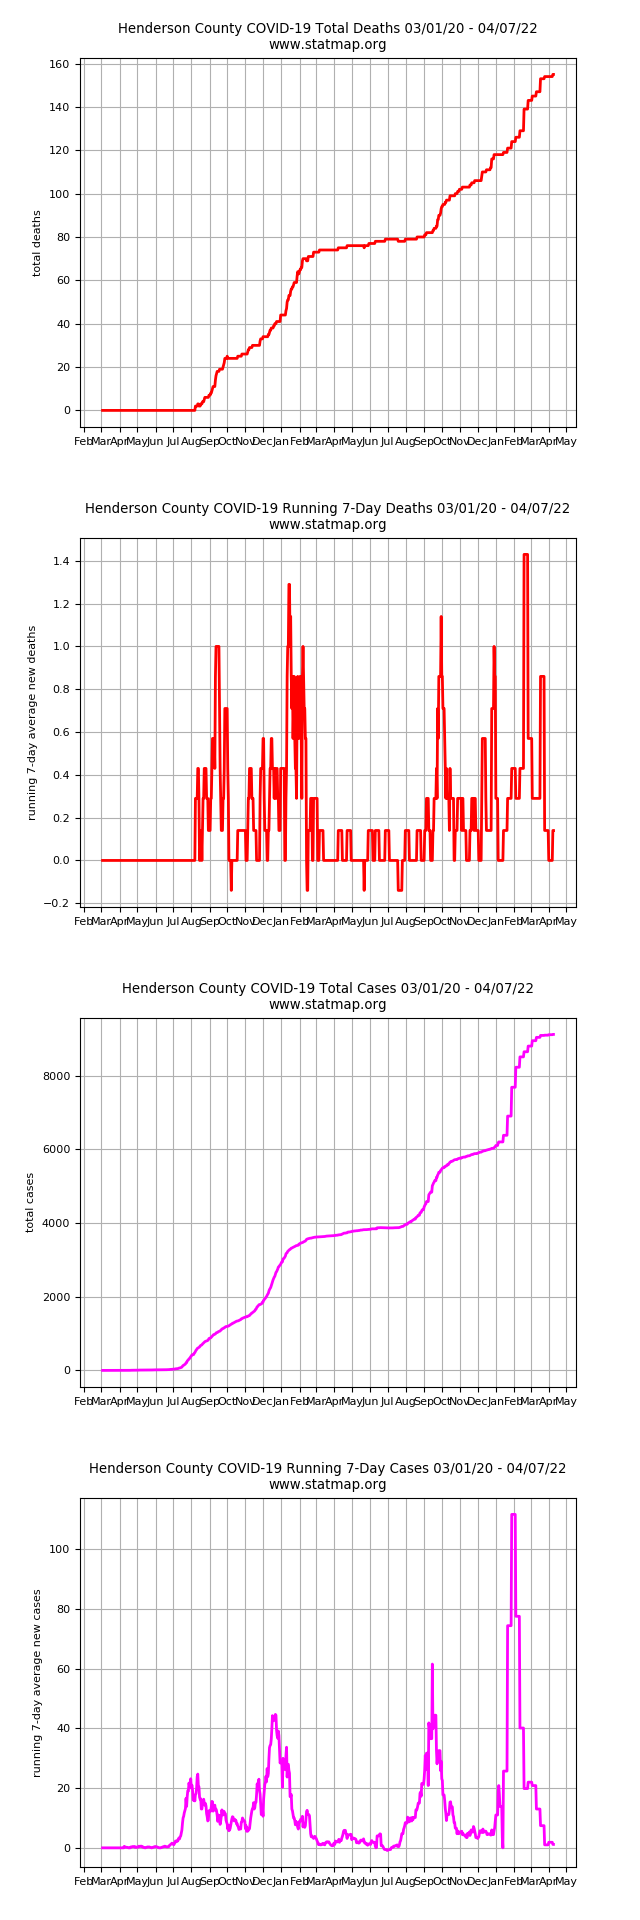 Henderson County COVID-19 Total Deaths 03/01/20 - 04/07/22
www.statmap.org
160
140
120
100
80
60
40
20
0
total deaths
Feb Mar Apr May Jun Jul Aug Sep Oct Nov Dec Jan Feb Mar Apr May Jun Jul Aug Sep Oct Nov Dec Jan Feb Mar Apr May
Henderson County COVID-19 Running 7-Day Deaths 03/01/20 - 04/07/22
www.statmap.org
1.4
1.2
1.0
0.8
0.6
0.4
0.2
0.0
−0.2
running 7-day average new deaths
Feb Mar Apr May Jun Jul Aug Sep Oct Nov Dec Jan Feb Mar Apr May Jun Jul Aug Sep Oct Nov Dec Jan Feb Mar Apr May
Henderson County COVID-19 Total Cases 03/01/20 - 04/07/22
www.statmap.org
8000
6000
4000
2000
0
total cases
Feb Mar Apr May Jun Jul Aug Sep Oct Nov Dec Jan Feb Mar Apr May Jun Jul Aug Sep Oct Nov Dec Jan Feb Mar Apr May
Henderson County COVID-19 Running 7-Day Cases 03/01/20 - 04/07/22
www.statmap.org
100
80
60
40
20
0
running 7-day average new cases
Feb Mar Apr May Jun Jul Aug Sep Oct Nov Dec Jan Feb Mar Apr May Jun Jul Aug Sep Oct Nov Dec Jan Feb Mar Apr May